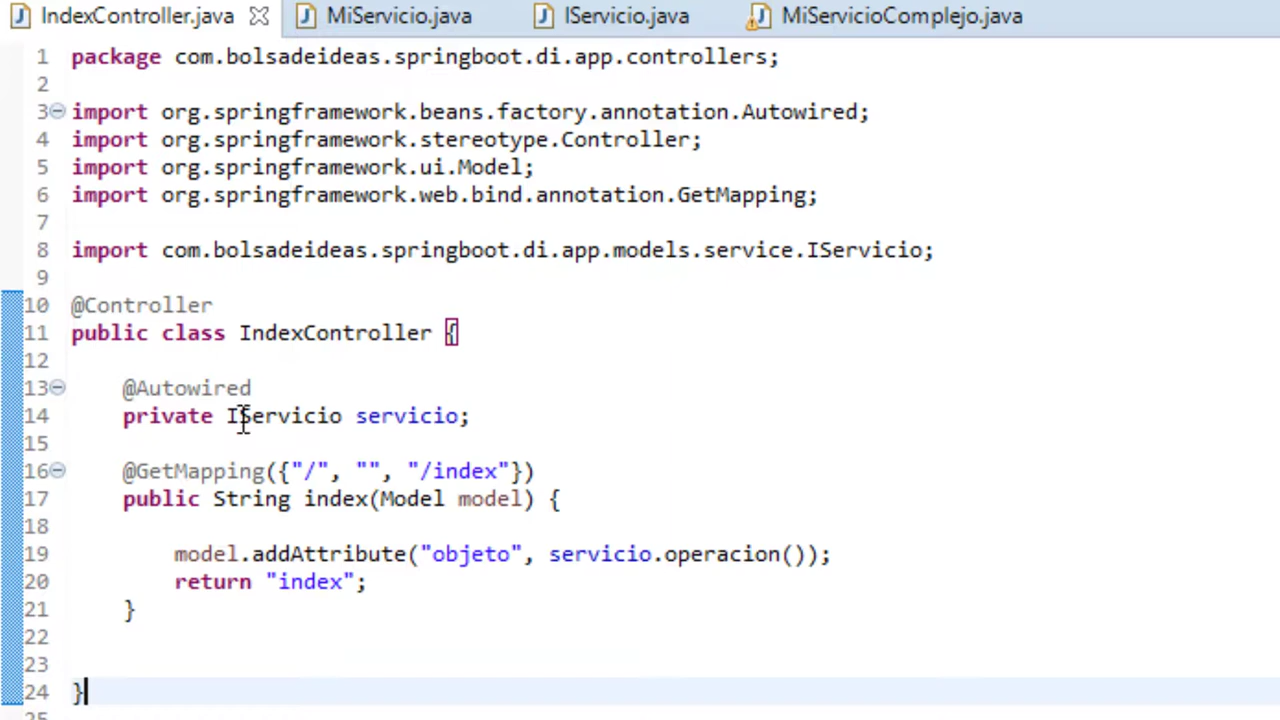 IndexController.java MiServicio.java IServicio.java MiServicioComplejo.java
1 package com.bolsadeideas.springboot.di.app.controllers;
2
3 import org.springframework.beans.factory.annotation.Autowired;
4 import org.springframework.stereotype.Controller;
5 import org.springframework.ui.Model;
6 import org.springframework.web.bind.annotation.GetMapping;
7
8 import com.bolsadeideas.springboot.di.app.models.service.IServicio;
9
10 @Controller
11 public class IndexController {
12
13 @Autowired
14 private IServicio servicio;
15
16 @GetMapping({"/", "", "/index"})
17 public String index(Model model) {
18
19 model.addAttribute("objeto", servicio.operacion());
20 return "index";
21 }
22
23
24 }
25